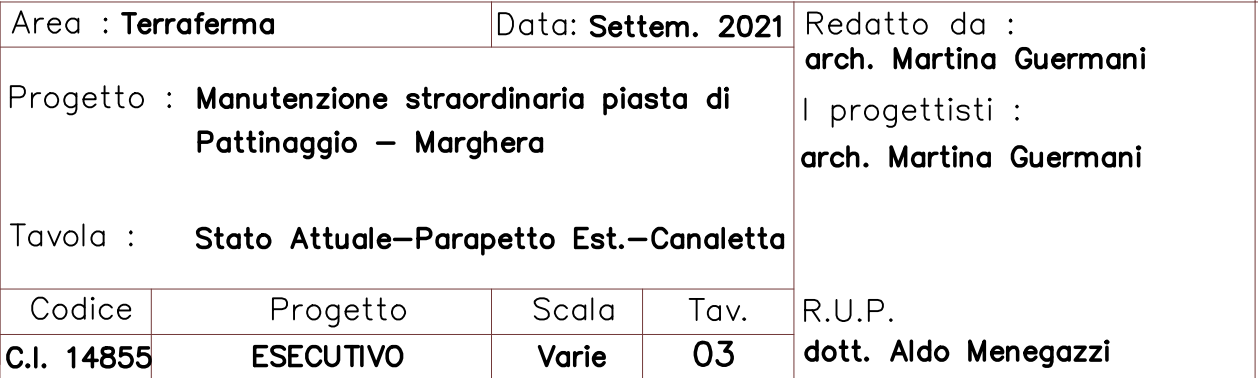 Area : Terraferma
Data: Settem. 2021
Progetto : Manutenzione straordinaria piasta di
Pattinaggio – Marghera
Tavola : Stato Attuale–Parapetto Est.–Canaletta
Codice Progetto Scala Tav.
C.I. 14855 ESECUTIVO Varie 03
Redatto da :
arch. Martina Guermani
I progettisti :
arch. Martina Guermani
R.U.P.
dott. Aldo Menegazzi